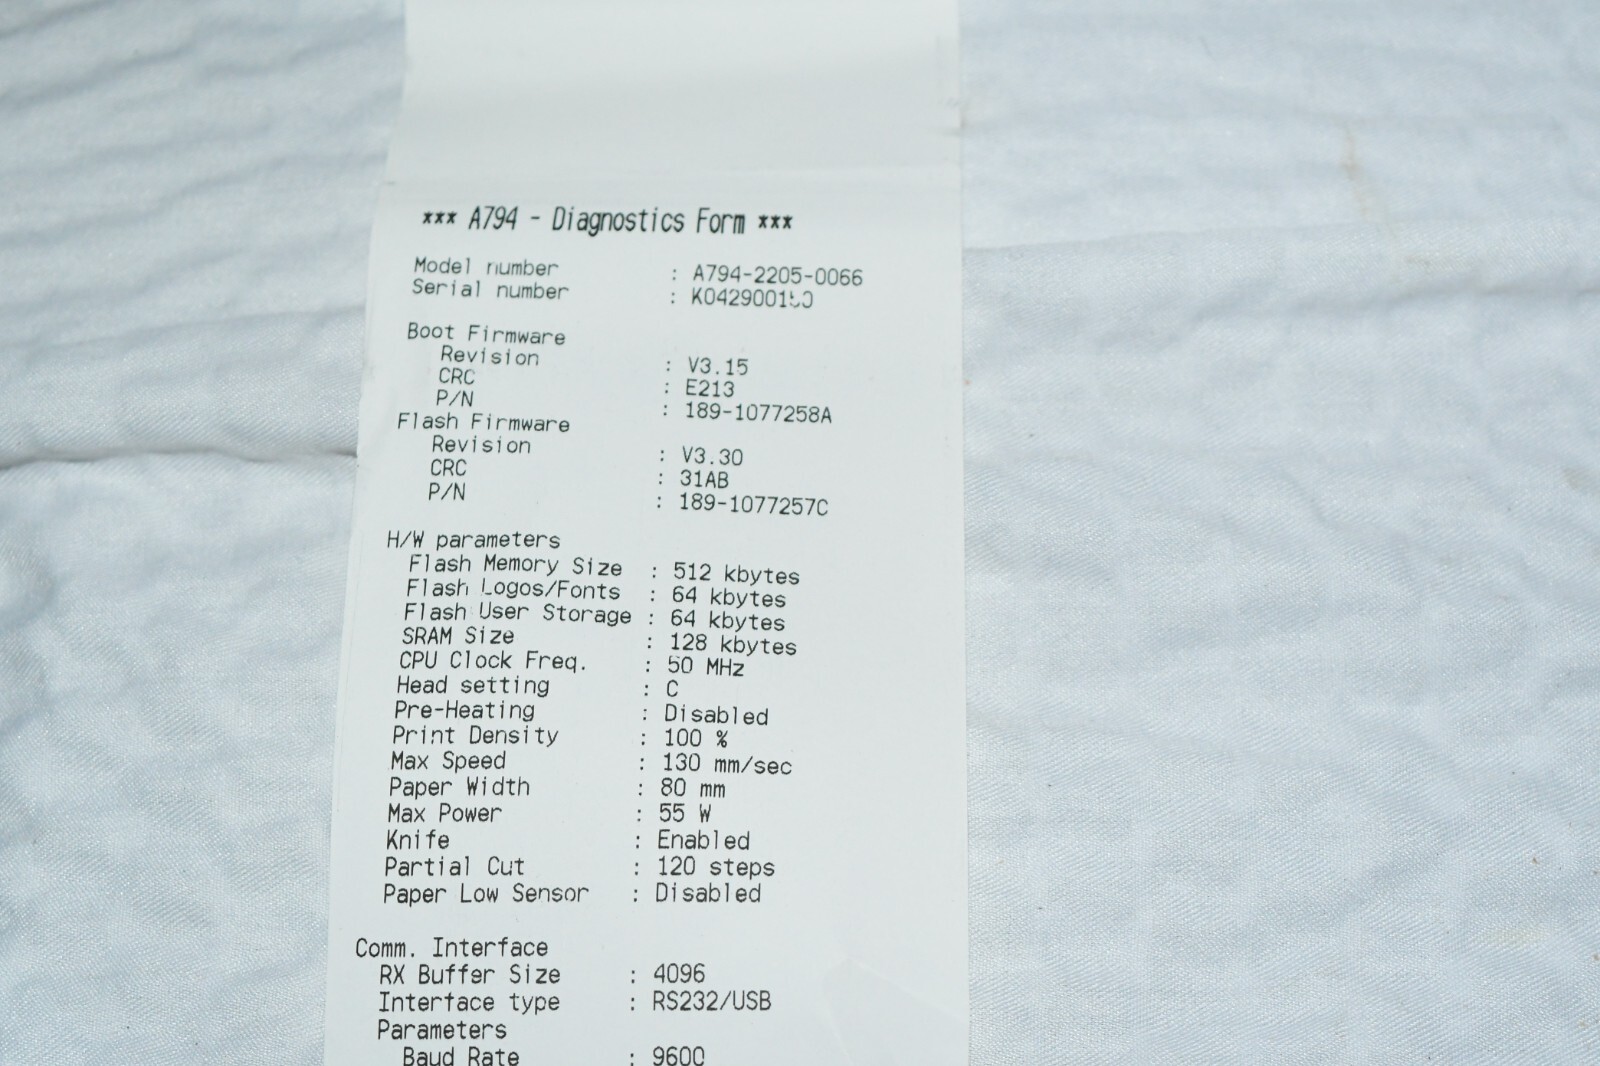 *** A794 - Diagnostics Form ***
Model number : A794-2205-0066
Serial number :
Boot Firmware
Revision : V3.15
CRC : E213
P/N : 189-1077258A
Flash Firmware
Revision : V3.30
CRC : 31AB
P/N : 189-1077257C
H/W parameters
Flash Memory Size : 512 kbytes
Flash Logos/Fonts : 64 kbytes
Flash User Storage : 64 kbytes
SRAM Size : 128 kbytes
CPU Clock Freq. : 50 MHz
Head setting : C
Pre-Heating : Disabled
Print Density : 100 %
Max Speed : 130 mm/sec
Paper Width : 80 mm
Max Power : 55 W
Knife : Enabled
Partial Cut : 120 steps
Paper Low Sensor : Disabled
Comm. Interface
RX Buffer Size : 4096
Interface type : RS232/USB
Parameters
Baud Rate : 9600